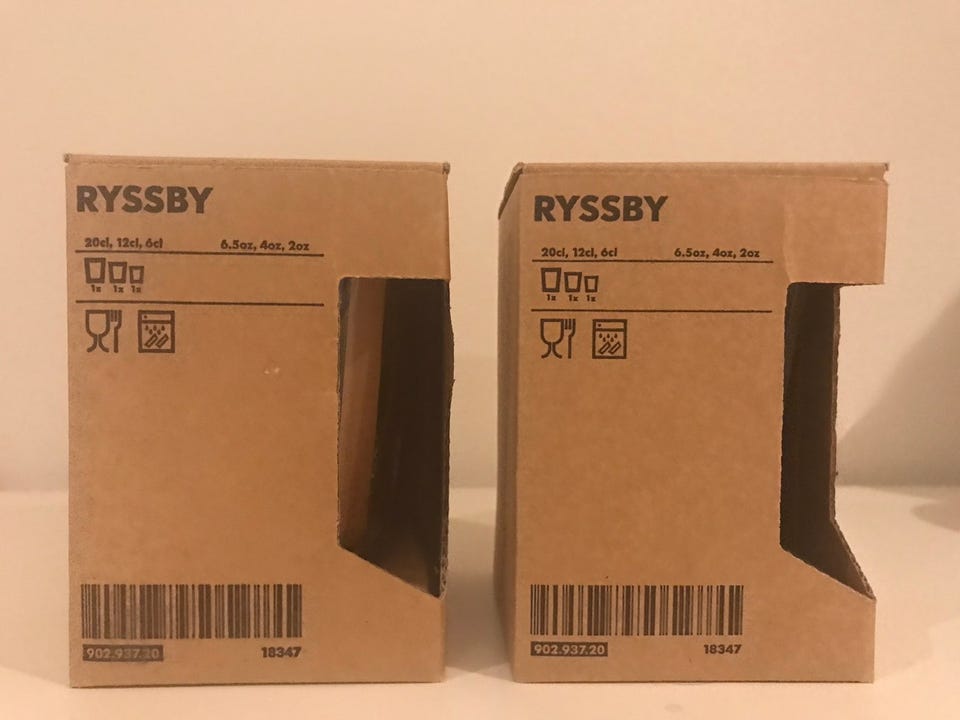 RYSSBY
20cl, 12cl, 6cl 6.5oz, 4oz, 2oz
1x 1x 1x
902.937.20 18347
RYSSBY
20cl, 12cl, 6cl 6.5oz, 4oz, 2oz
1x 1x 1x
902.937.20 18347